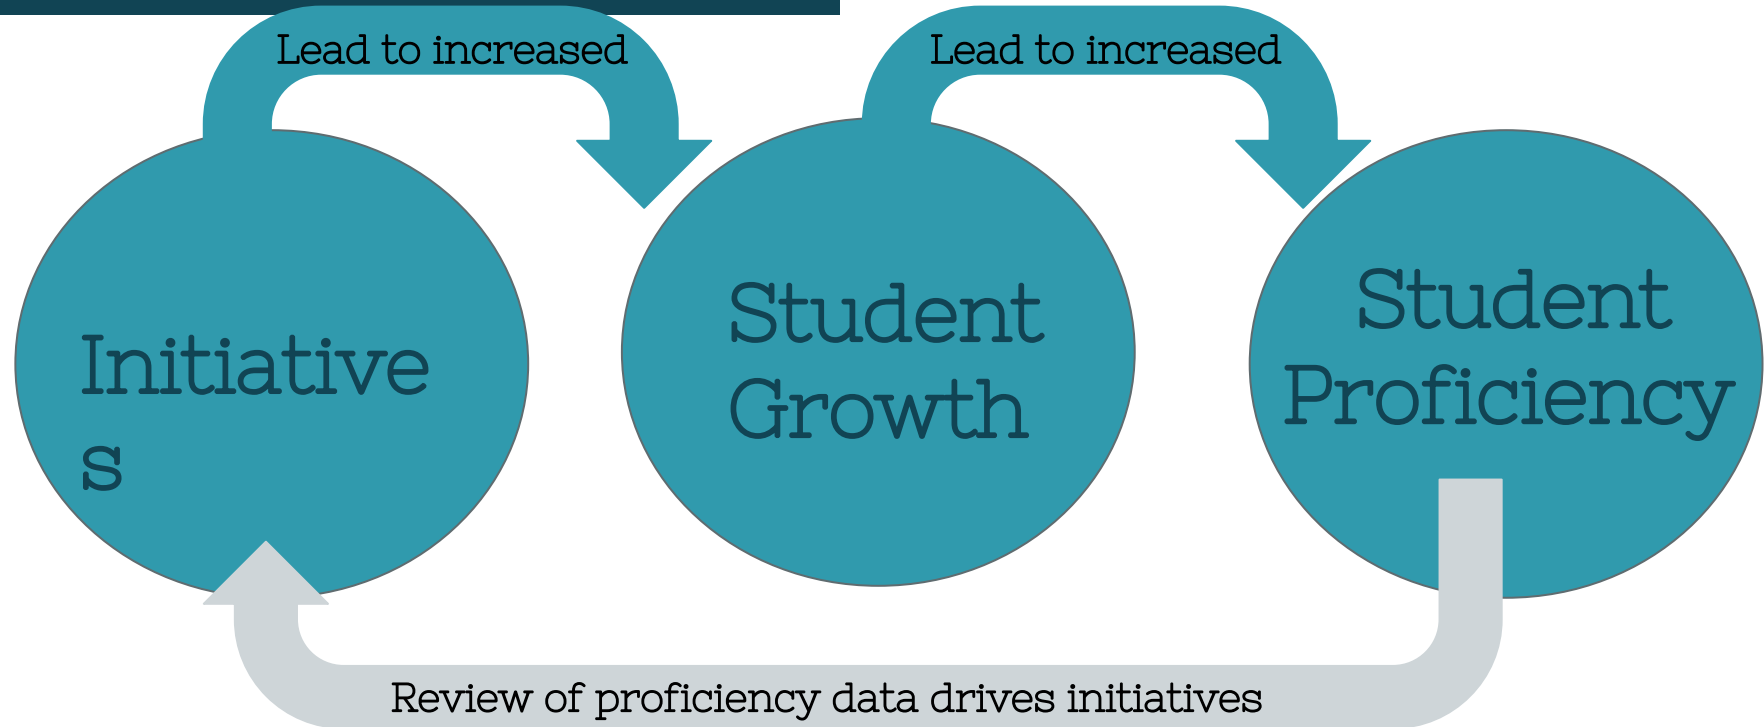 Lead to increased
Lead to increased
Initiative
s
Student
Growth
Student
Proficiency
Review of proficiency data drives initiatives